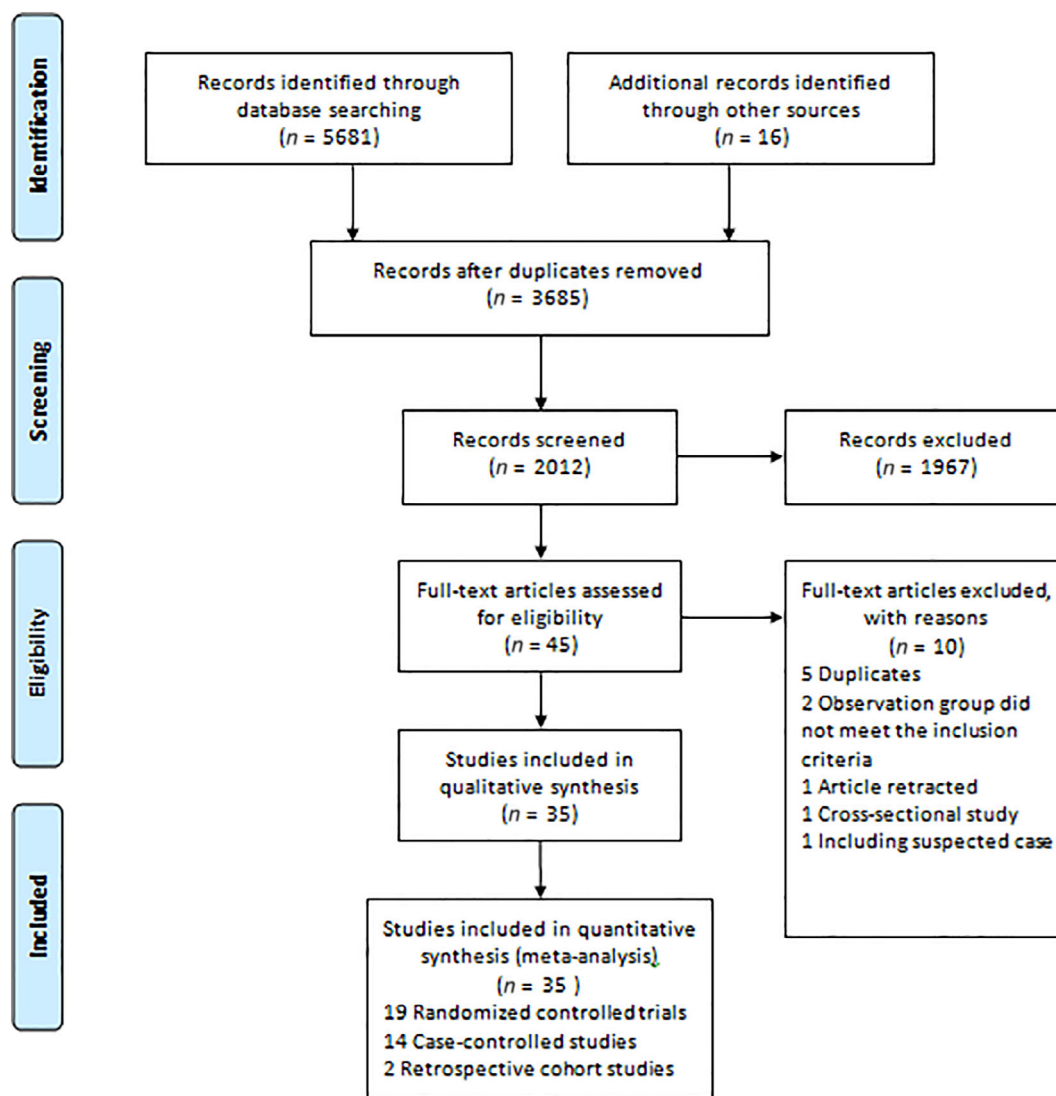 Identification
Records identified through
database searching
(n = 5681)
Additional records identified
through other sources
(n = 16)
Records after duplicates removed
(n = 3685)
Screening
Records screened
(n = 2012)
Records excluded
(n = 1967)
Eligibility
Full-text articles assessed
for eligibility
(n = 45)
Full-text articles excluded,
with reasons
(n = 10)
5 Duplicates
2 Observation group did
not meet the inclusion
criteria
1 Article retracted
1 Cross-sectional study
1 Including suspected case
Studies included in
qualitative synthesis
(n = 35)
Included
Studies included in quantitative
synthesis (meta-analysis)
(n = 35 )
19 Randomized controlled trials
14 Case-controlled studies
2 Retrospective cohort studies